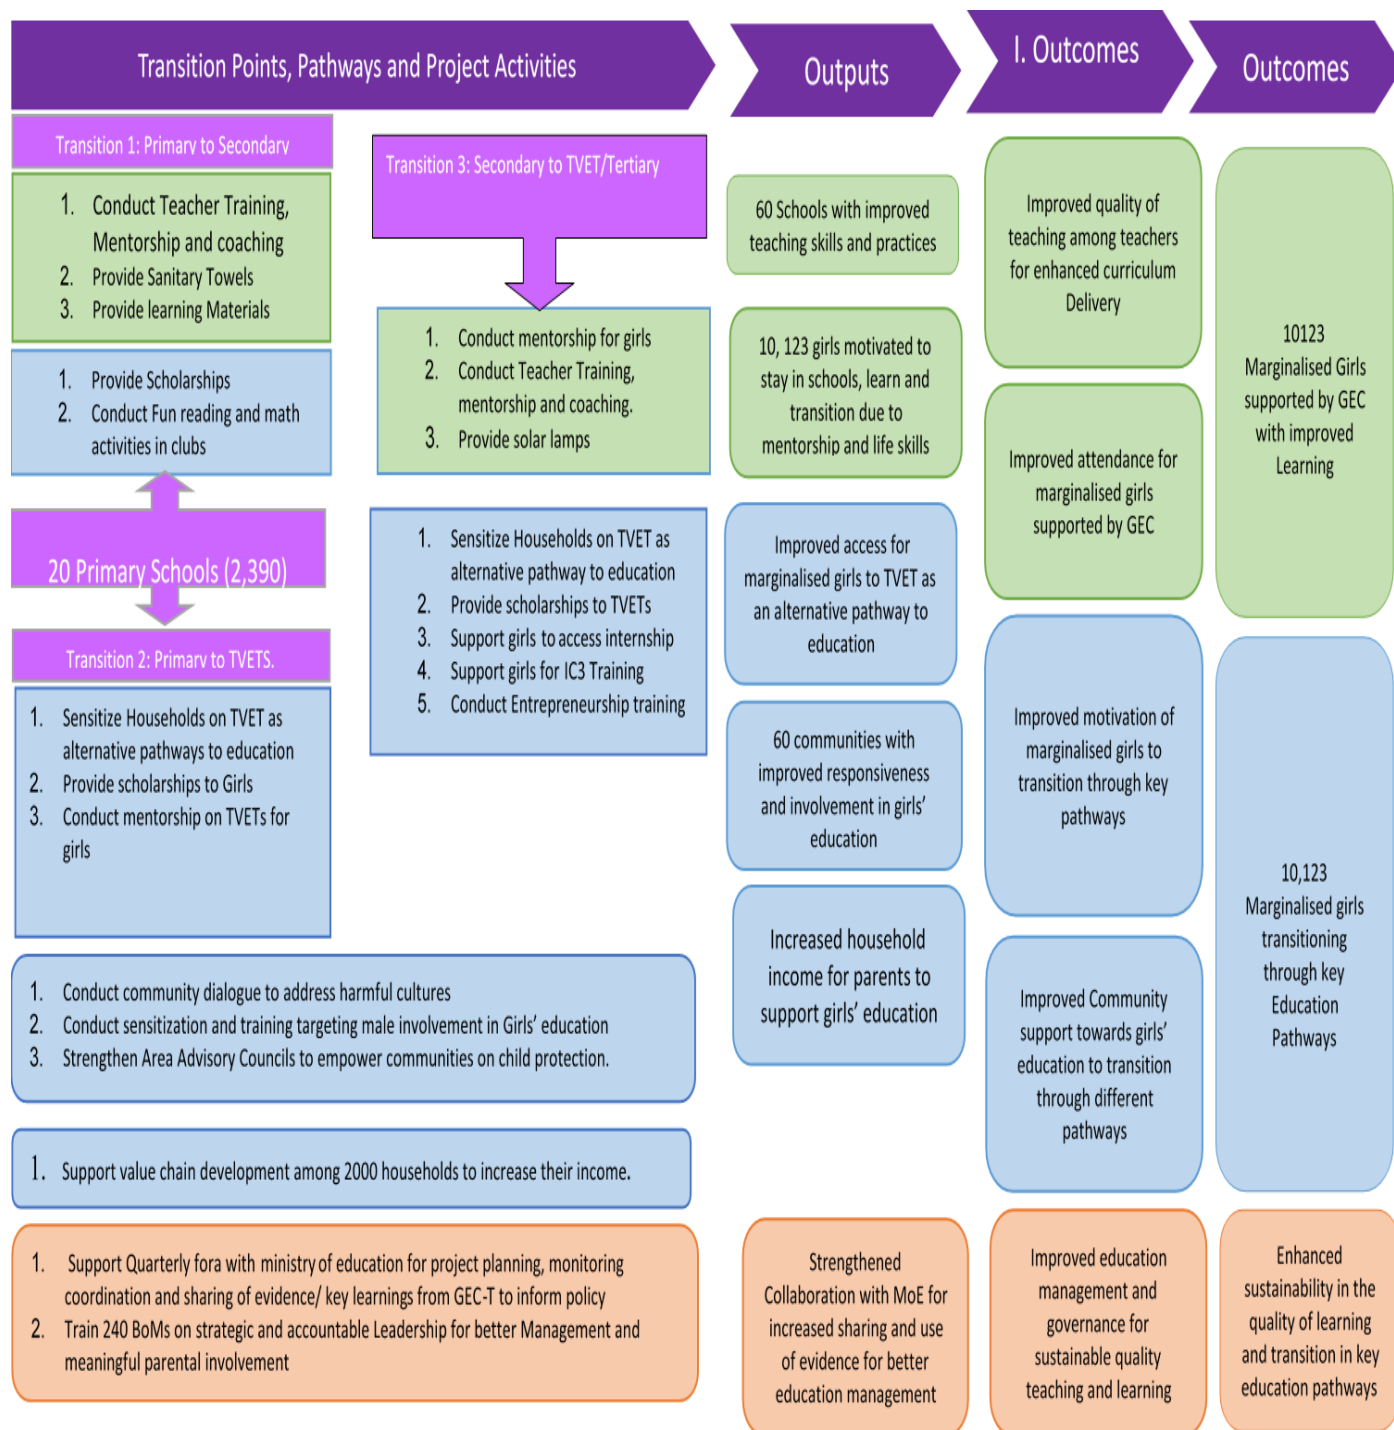 Transition Points, Pathways and Project Activities
Outputs
I. Outcomes
Outcomes
Transition 1: Primary to Secondary
1. Conduct Teacher Training,
Mentorship and coaching
2. Provide Sanitary Towels
3. Provide learning Materials
1. Provide Scholarships
2. Conduct Fun reading and math
activities in clubs
20 Primary Schools (2,390)
Transition 2: Primary to TVETS.
1. Sensitize Households on TVET as
alternative pathways to education
2. Provide scholarships to Girls
3. Conduct mentorship on TVETs for
girls
Transition 3: Secondary to TVET/Tertiary
1. Conduct mentorship for girls
2. Conduct Teacher Training,
mentorship and coaching.
3. Provide solar lamps
1. Sensitize Households on TVET as
alternative pathway to education
2. Provide scholarships to TVETs
3. Support girls to access internship
4. Support girls for IC3 Training
5. Conduct Entrepreneurship training
1. Conduct community dialogue to address harmful cultures
2. Conduct sensitization and training targeting male involvement in Girls' education
3. Strengthen Area Advisory Councils to empower communities on child protection.
1. Support value chain development among 2000 households to increase their income.
1. Support Quarterly fora with ministry of education for project planning, monitoring
coordination and sharing of evidence/ key learnings from GEC-T to inform policy
2. Train 240 BoMs on strategic and accountable Leadership for better Management and
meaningful parental involvement
60 Schools with improved
teaching skills and practices
10, 123 girls motivated to
stay in schools, learn and
transition due to
mentorship and life skills
Improved access for
marginalised girls to TVET as
an alternative pathway to
education
60 communities with
improved responsiveness
and involvement in girls'
education
Increased household
income for parents to
support girls' education
Strengthened
Collaboration with MoE for
increased sharing and use
of evidence for better
education management
Improved quality of
teaching among teachers
for enhanced curriculum
Delivery
Improved attendance for
marginalised girls
supported by GEC
Improved motivation of
marginalised girls to
transition through key
pathways
Improved Community
support towards girls'
education to transition
through different
pathways
Improved education
management and
governance for
sustainable quality
teaching and learning
10123
Marginalised Girls
supported by GEC
with improved
Learning
10,123
Marginalised girls
transitioning
through key
Education
Pathways
Enhanced
sustainability in the
quality of learning
and transition in key
education pathways